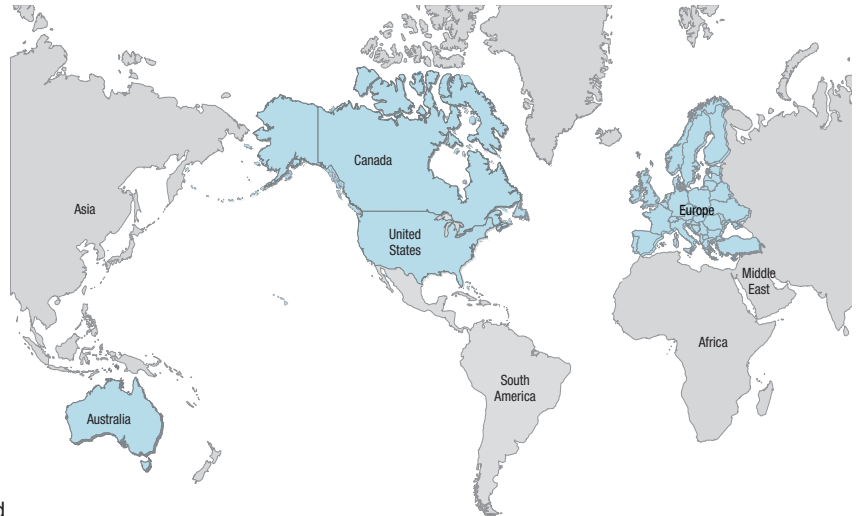 Canada
Asia
United
States
Europe
Middle
East
Africa
South
America
Australia